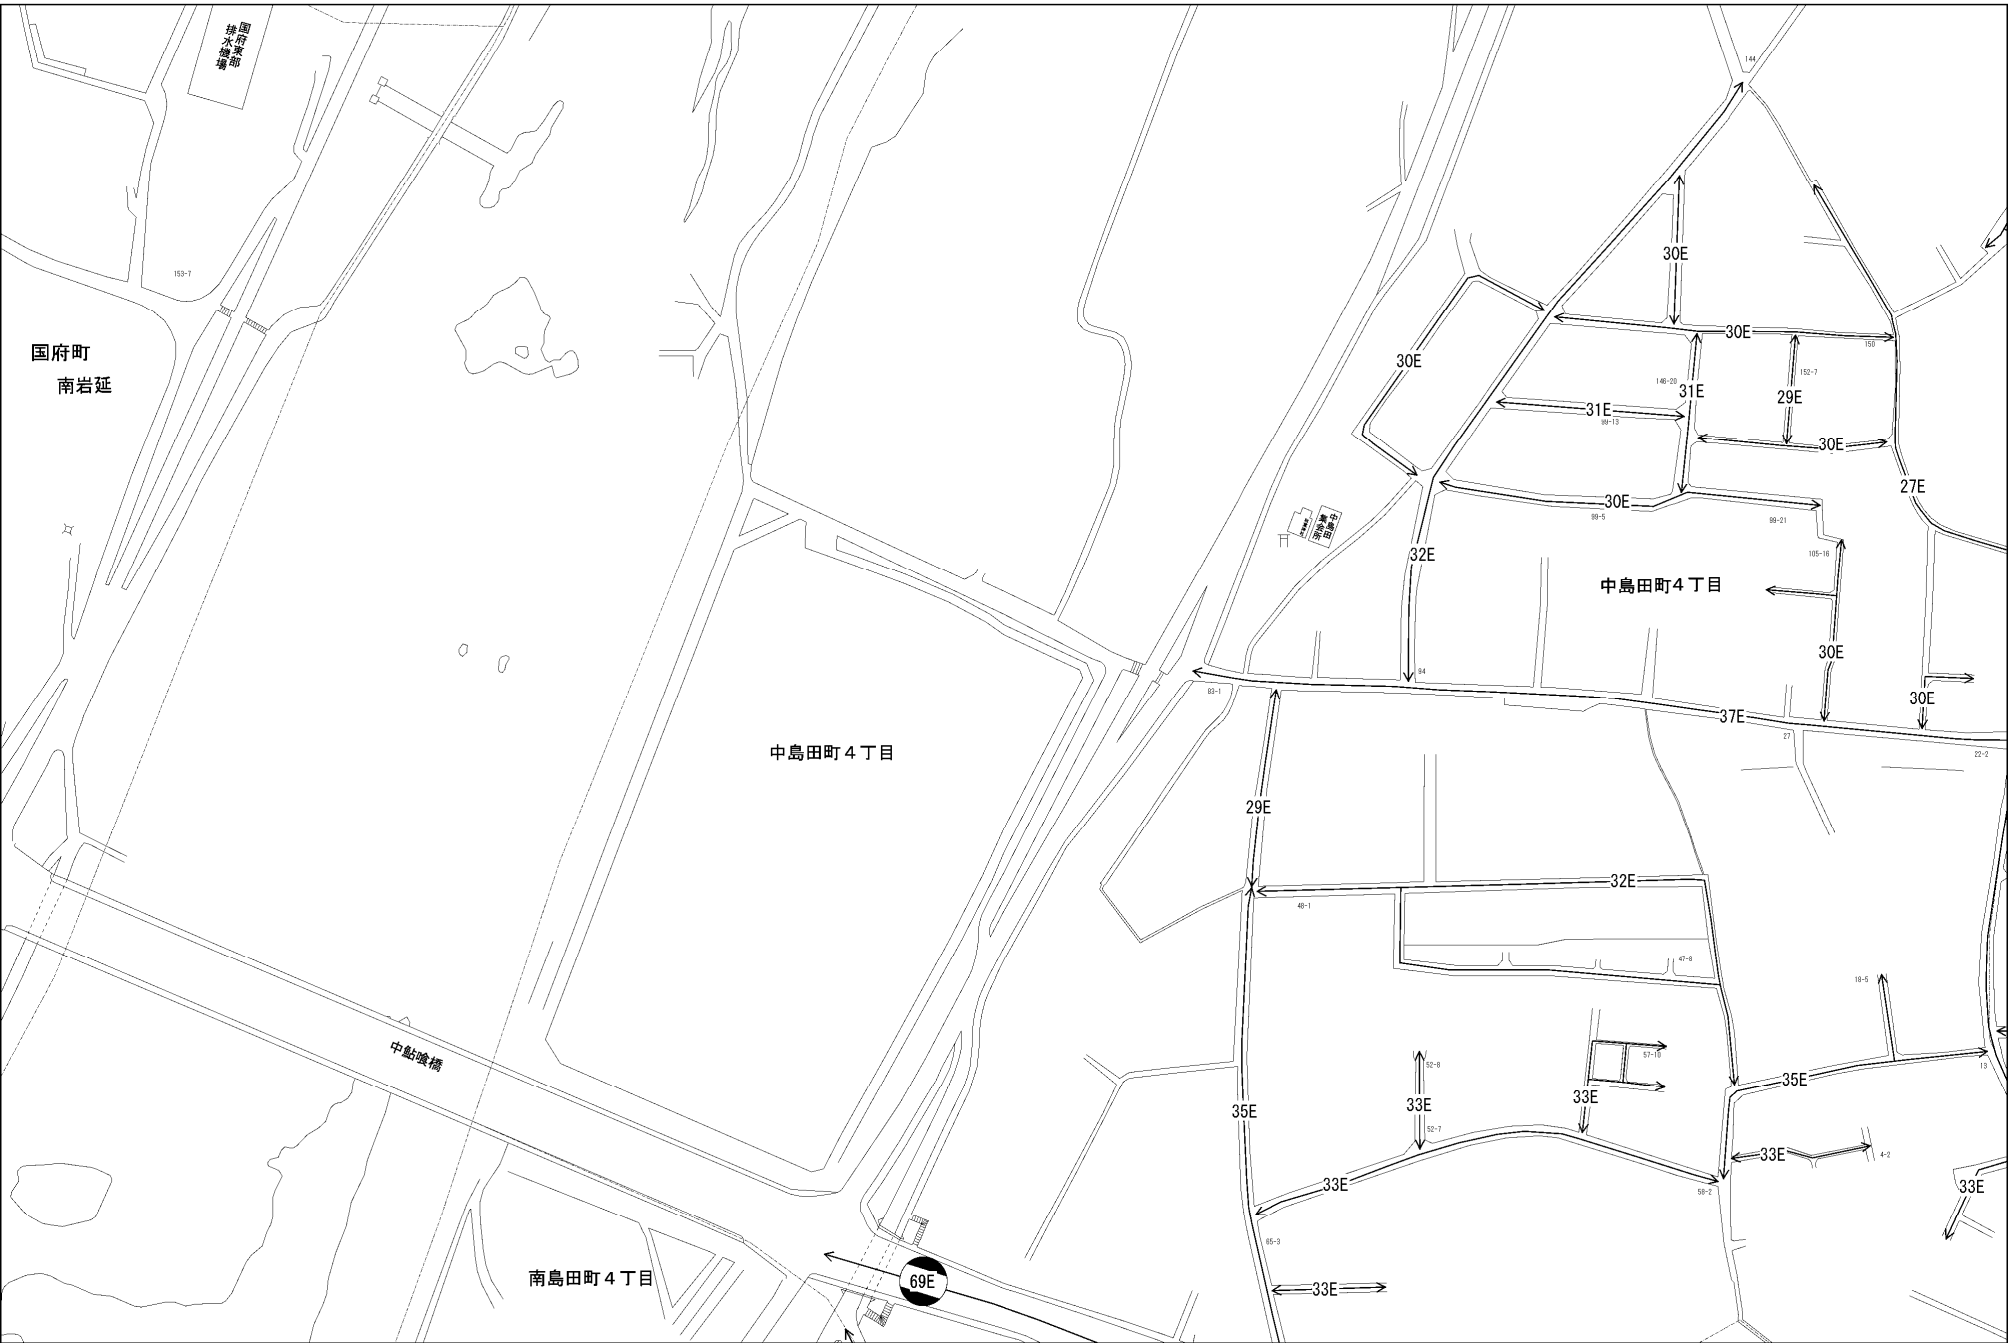 国府東部
排水機場
144
153-7
国府町
南岩延
30E
30E
150
30E
152-7
146-20
31E
29E
31E
99-13
30E
27E
30E
99-5
99-21
中島田
集会所
32E
105-16
中島田町４丁目
30E
94
30E
83-1
37E
27
22-2
中島田町４丁目
29E
32E
48-1
47-8
18-5
中鮎喰橋
57-10
52-8
35E
13
33E
33E
35E
52-7
33E
4-2
33E
58-2
33E
65-3
南島田町４丁目
69E
33E